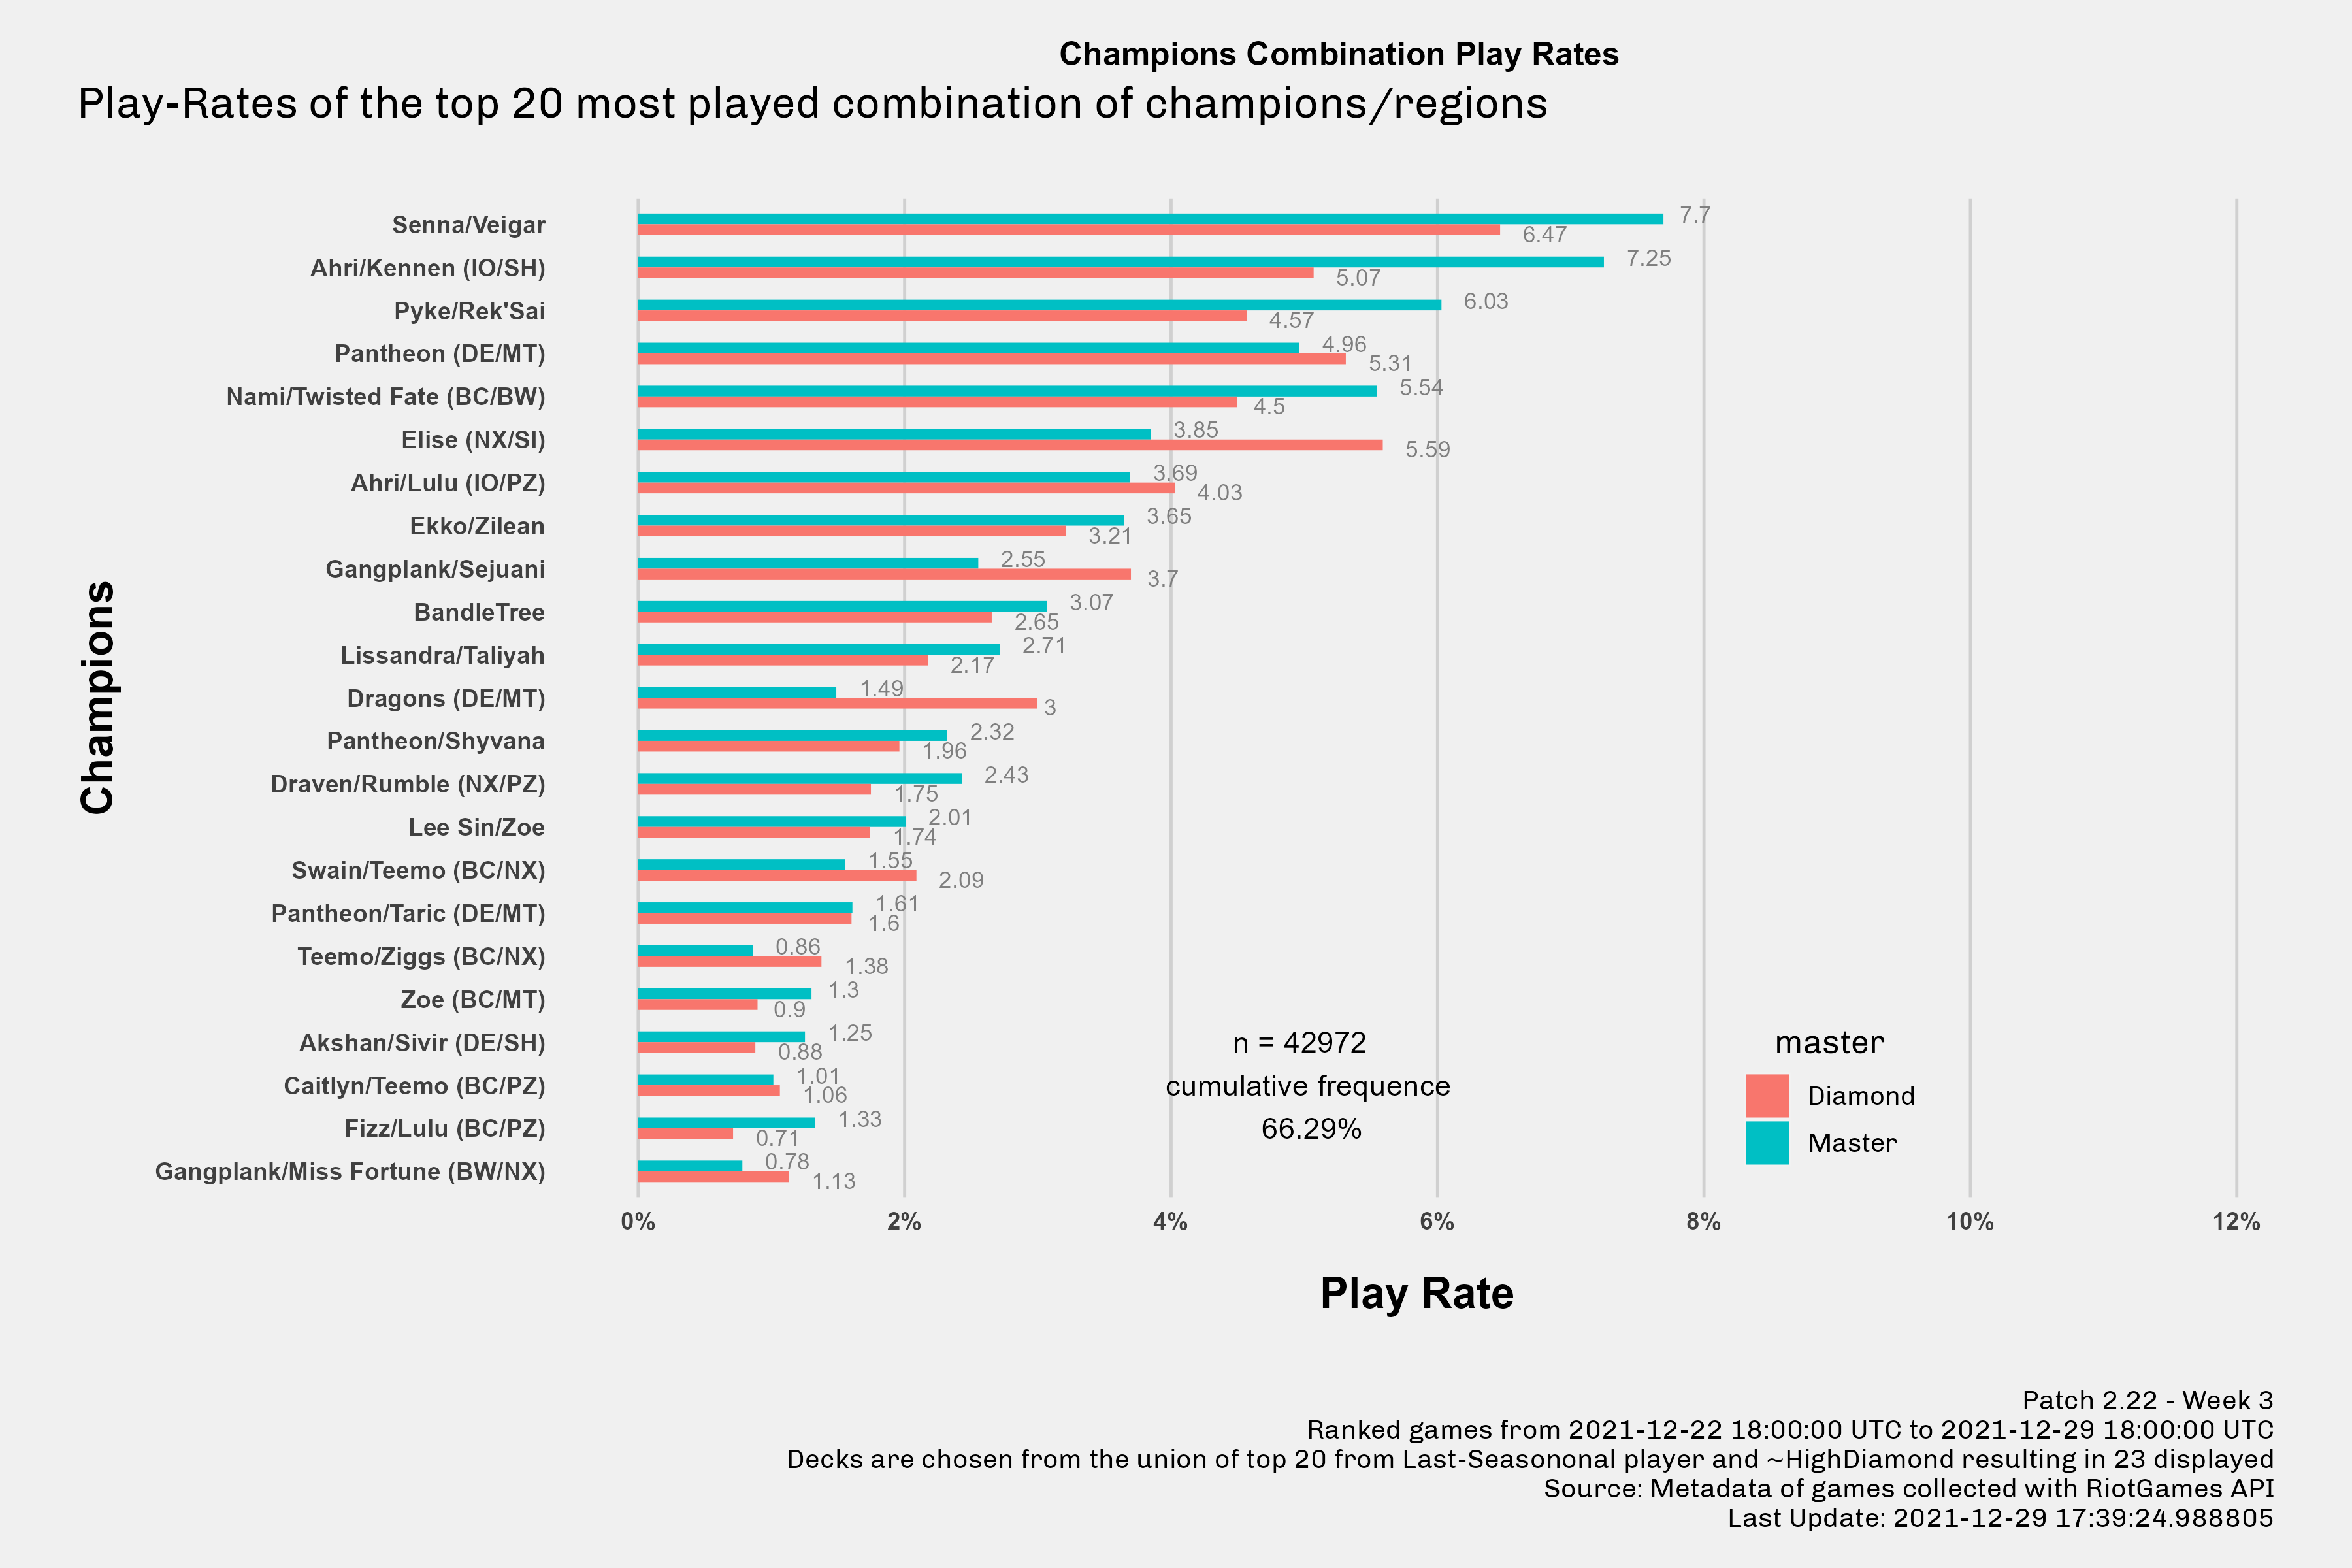 Champions Combination Play Rates
Play-Rates of the top 20 most played combination of champions/regions
Champions
Senna/Veigar 7.7
6.47
Ahri/Kennen (IO/SH) 7.25
5.07
Pyke/Rek'Sai 6.03
4.57
Pantheon (DE/MT) 4.96
5.31
Nami/Twisted Fate (BC/BW) 5.54
4.5
Elise (NX/SI) 3.85
5.59
Ahri/Lulu (IO/PZ) 3.69
4.03
Ekko/Zilean 3.65
3.21
Gangplank/Sejuani 2.55
3.7
BandleTree 3.07
2.65
Lissandra/Taliyah 2.71
2.17
Dragons (DE/MT) 1.49
3
Pantheon/Shyvana 2.32
1.96
Draven/Rumble (NX/PZ) 2.43
1.75
Lee Sin/Zoe 2.01
1.74
Swain/Teemo (BC/NX) 1.55
2.09
Pantheon/Taric (DE/MT) 1.61
1.6
Teemo/Ziggs (BC/NX) 0.86
1.38
Zoe (BC/MT) 1.3
0.9
Akshan/Sivir (DE/SH) 1.25
0.88
Caitlyn/Teemo (BC/PZ) 1.01
1.06
Fizz/Lulu (BC/PZ) 1.33
0.71
Gangplank/Miss Fortune (BW/NX) 0.78
1.13
n = 42972
cumulative frequence
66.29%
master
Diamond
Master
0% 2% 4% 6% 8% 10% 12%
Play Rate
Patch 2.22 - Week 3
Ranked games from 2021-12-22 18:00:00 UTC to 2021-12-29 18:00:00 UTC
Decks are chosen from the union of top 20 from Last-Seasononal player and ~HighDiamond resulting in 23 displayed
Source: Metadata of games collected with RiotGames API
Last Update: 2021-12-29 17:39:24.988805